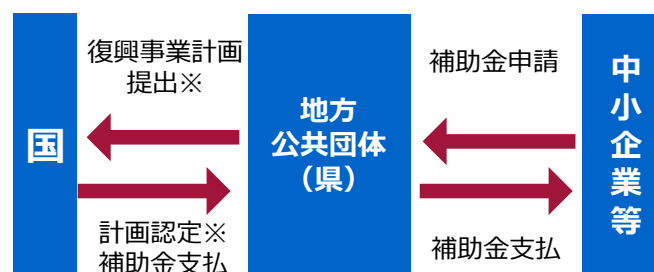 国
復興事業計画
提出※
計画認定※
補助金支払
地方
公共団体
（県）
補助金申請
補助金支払
中小企業等